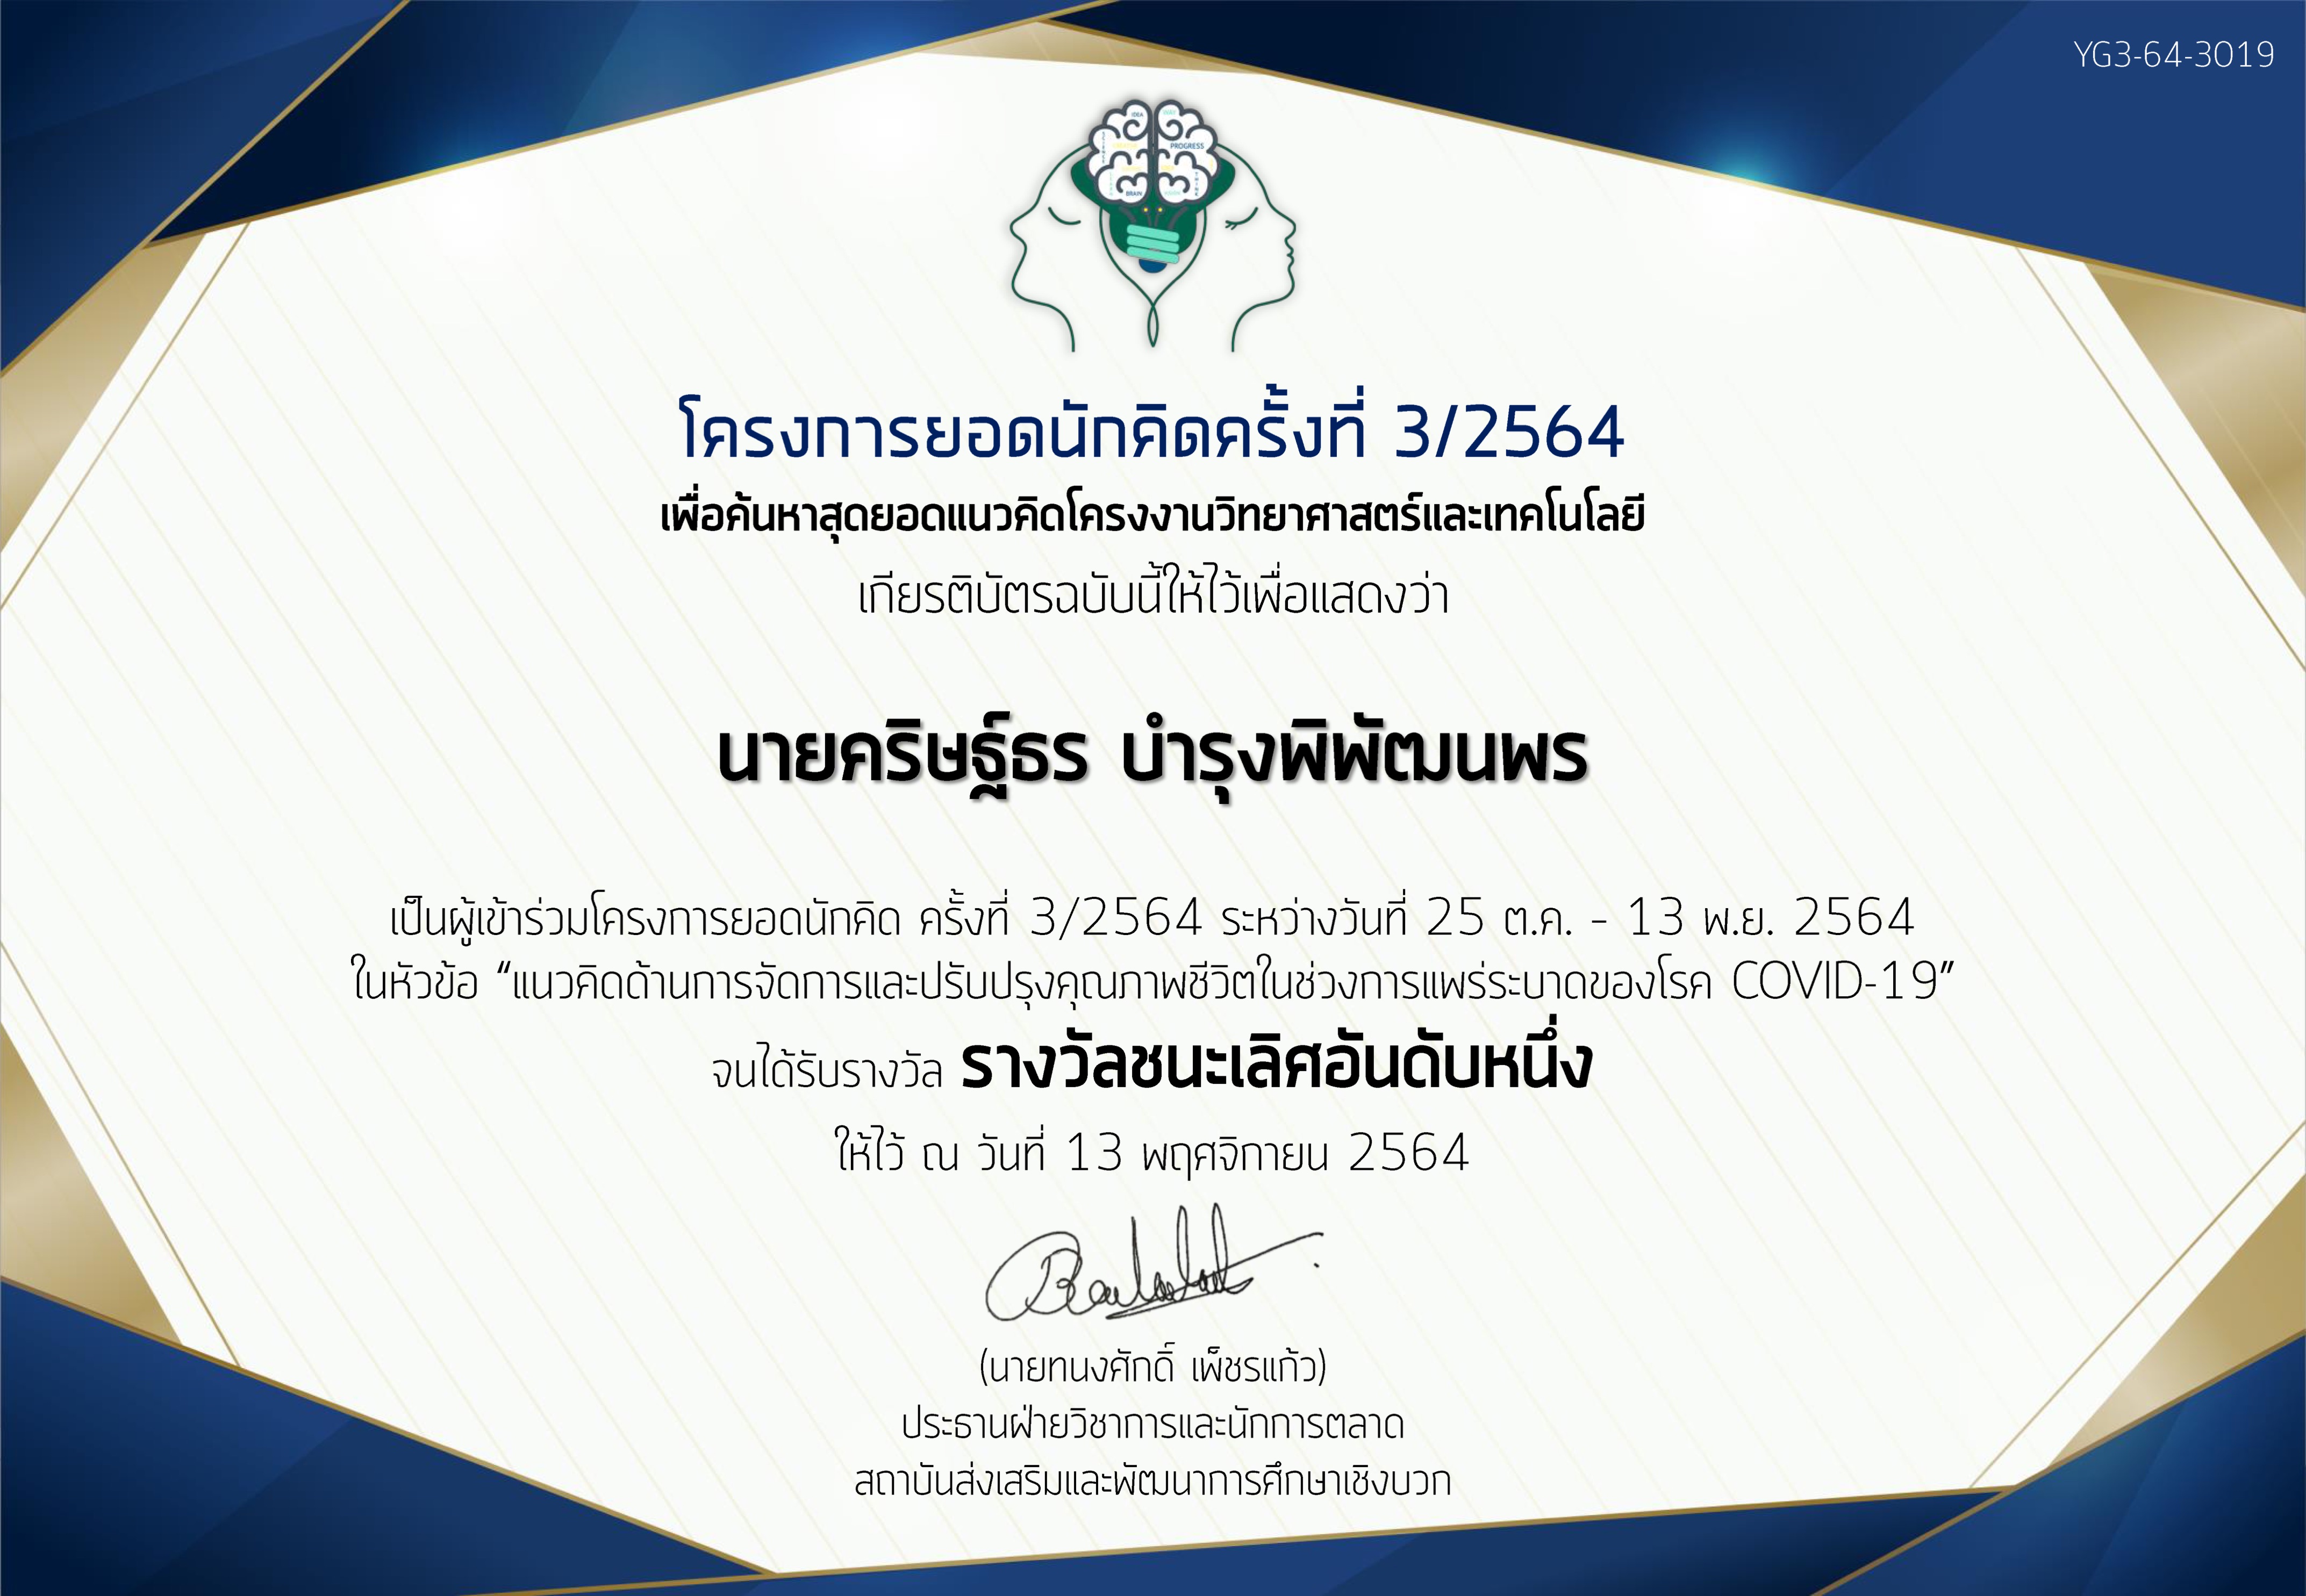 YG3-64-3019
IDEA
PROGRESS
BRAIN
THINK
โครงการยอดนักคิดครั้งที่ 3/2564
เพื่อค้นหาสุดยอดแนวคิดโครงงานวิทยาศาสตร์และเทคโนโลยี
เกียรติบัตรฉบับนี้ให้ไว้เพื่อแสดงว่า
นายคริษฐ์ธร บำรุงพิพัฒนพร
เป็นผู้เข้าร่วมโครงการยอดนักคิด ครั้งที่ 3/2564 ระหว่างวันที่ 25 ต.ค. - 13 พ.ย. 2564
ในหัวข้อ “แนวคิดด้านการจัดการและปรับปรุงคุณภาพชีวิตในช่วงการแพร่ระบาดของโรค COVID-19”
จนได้รับรางวัล รางวัลชนะเลิศอันดับหนึ่ง
ให้ไว้ ณ วันที่ 13 พฤศจิกายน 2564
(นายทนงศักดิ์ เพ็ชรแก้ว)
ประธานฝ่ายวิชาการและนักการตลาด
สถาบันส่งเสริมและพัฒนาการศึกษาเชิงบวก